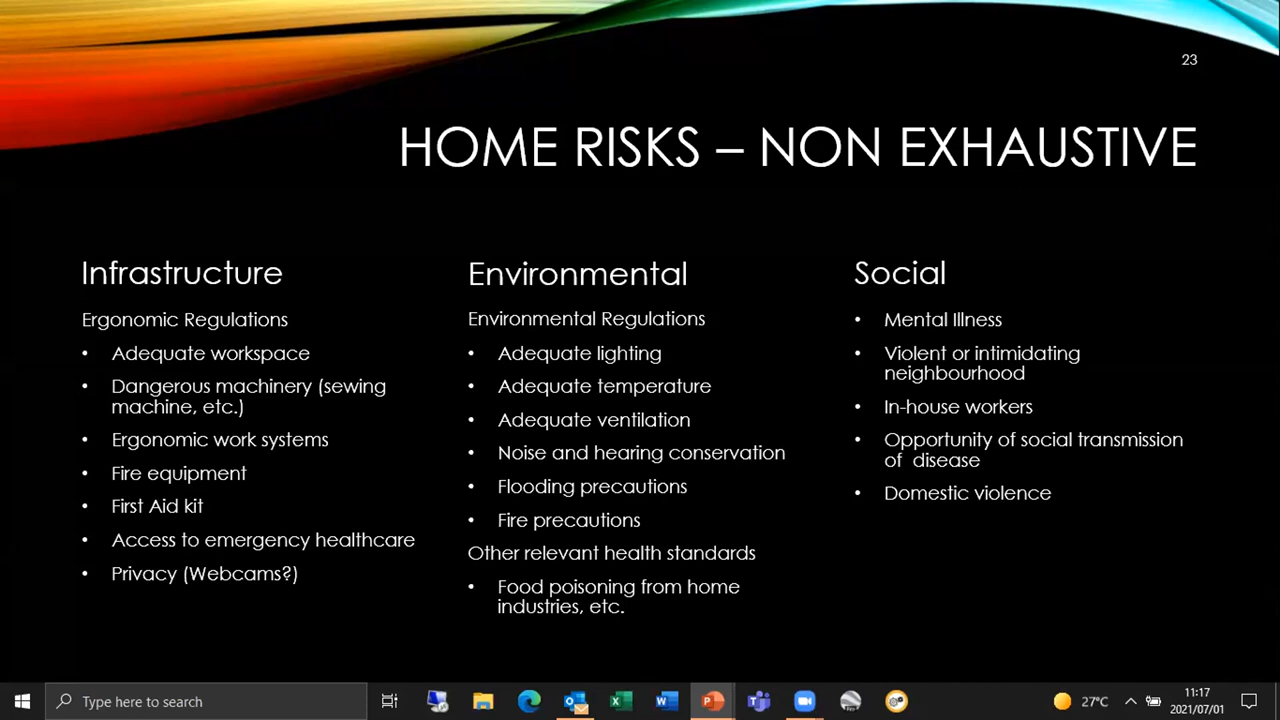 23
HOME RISKS – NON EXHAUSTIVE
Infrastructure
Ergonomic Regulations
• Adequate workspace
• Dangerous machinery (sewing
machine, etc.)
• Ergonomic work systems
• Fire equipment
• First Aid kit
• Access to emergency healthcare
• Privacy (Webcams?)
Environmental
Environmental Regulations
• Adequate lighting
• Adequate temperature
• Adequate ventilation
• Noise and hearing conservation
• Flooding precautions
• Fire precautions
Other relevant health standards
• Food poisoning from home
industries, etc.
Social
• Mental Illness
• Violent or intimidating
neighbourhood
• In-house workers
• Opportunity of social transmission
of  disease
• Domestic violence
Type here to search
27°C
11:17
2021/07/01